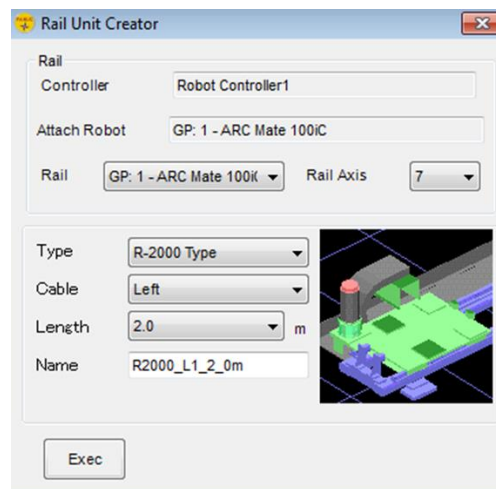 Rail Unit Creator
Rail
Controller Robot Controller1
Attach Robot GP: 1 - ARC Mate 100iC
Rail GP: 1 - ARC Mate 100i Rail Axis 7
Type R-2000 Type
Cable Left
Length 2.0 m
Name R2000_L1_2_0m
Exec